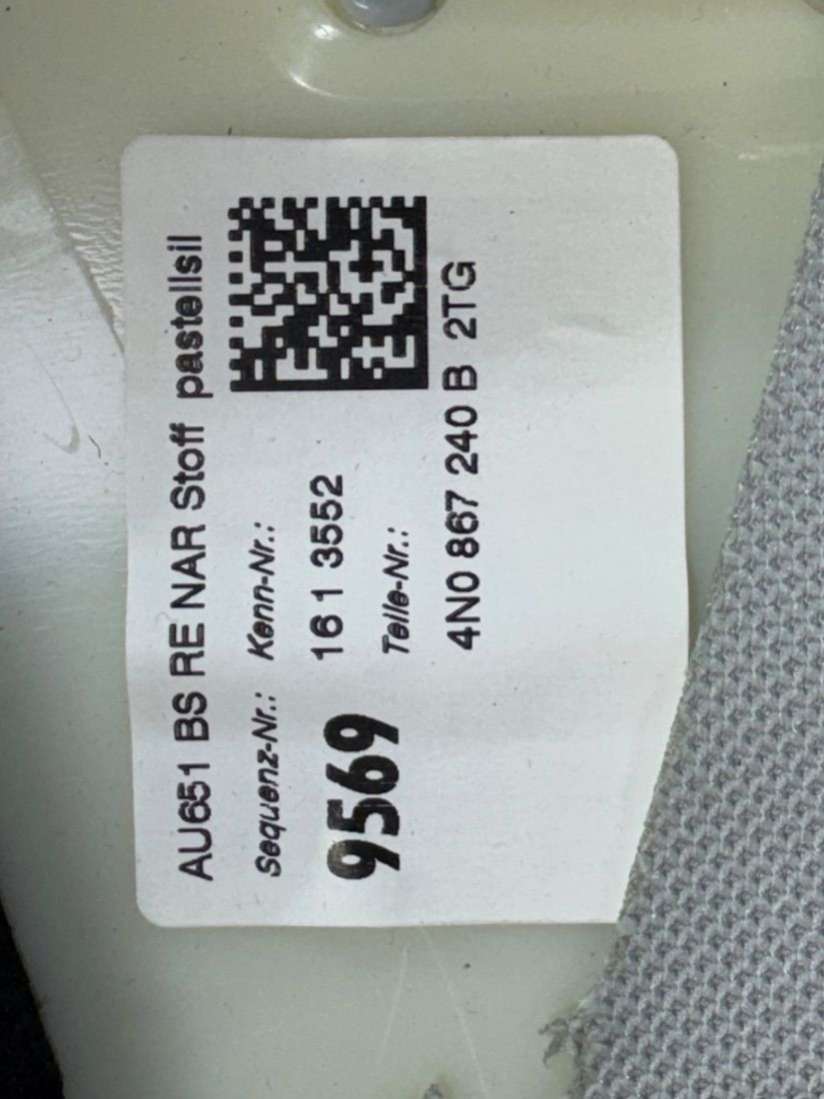 AU651 BS RE NAR Stoff pastellsil
Sequenz-Nr.: Kenn-Nr.:
9569 161 3552
Teile-Nr.:
4N0 867 240 B 2TG